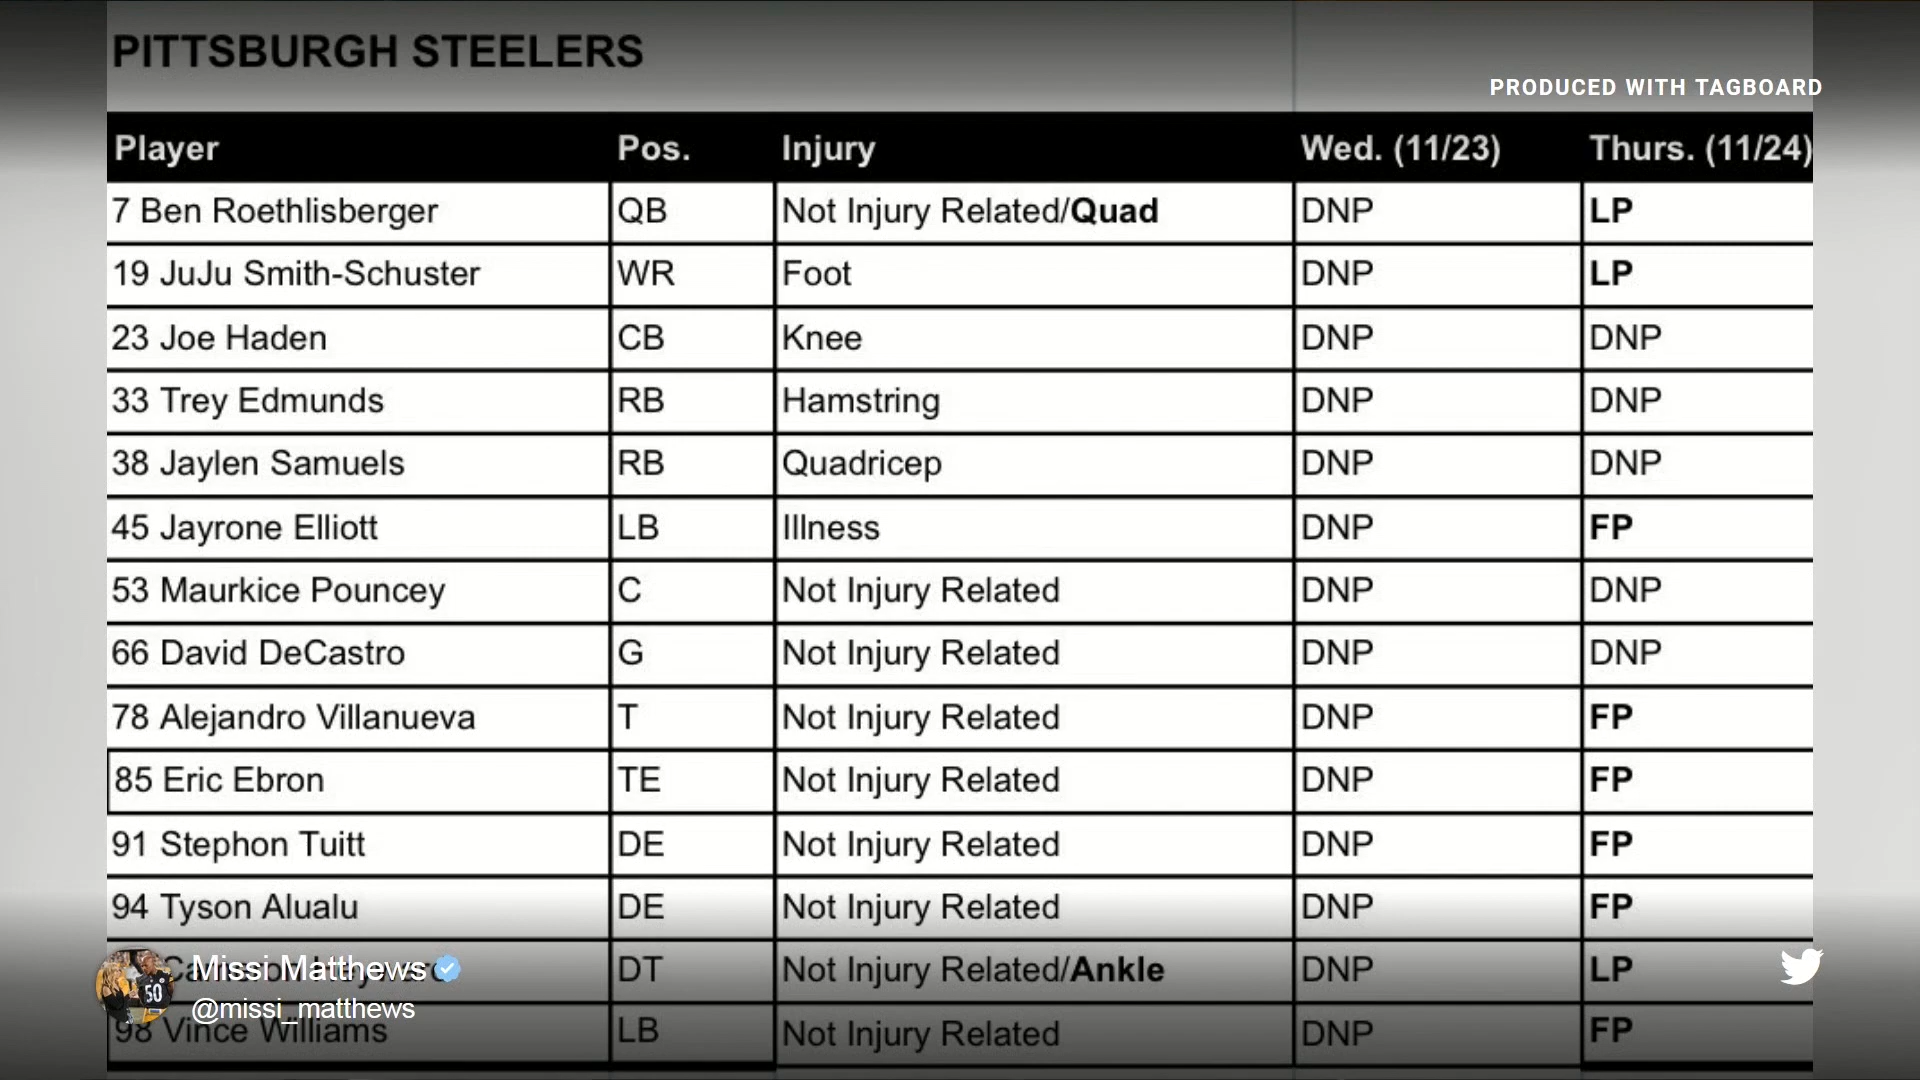 PITTSBURGH STEELERS
PRODUCED WITH TAGBOARD
Player Pos. Injury Wed. (11/23) Thurs. (11/24)
7 Ben Roethlisberger QB Not Injury Related/Quad DNP LP
19 JuJu Smith-Schuster WR Foot DNP LP
23 Joe Haden CB Knee DNP DNP
33 Trey Edmunds RB Hamstring DNP DNP
38 Jaylen Samuels RB Quadricep DNP DNP
45 Jayrone Elliott LB Illness DNP FP
53 Maurkice Pouncey C Not Injury Related DNP DNP
66 David DeCastro G Not Injury Related DNP DNP
78 Alejandro Villanueva T Not Injury Related DNP FP
85 Eric Ebron TE Not Injury Related DNP FP
91 Stephon Tuitt DE Not Injury Related DNP FP
94 Tyson Alualu DE Not Injury Related DNP FP
DT Not Injury Related/Ankle DNP LP
Missi Matthews
50
@missi_matthews
98 Vince Williams LB Not Injury Related DNP FP